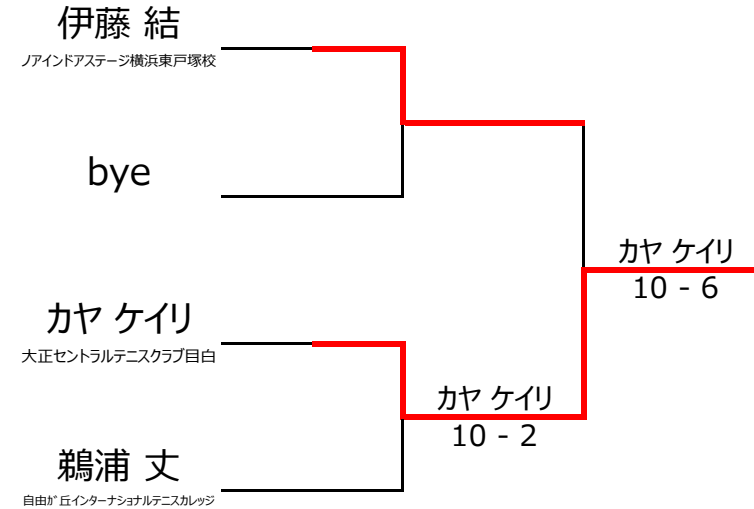 伊藤 結
ノアインドアステージ横浜東戸塚校
bye
カヤ ケイリ
10 - 6
カヤ ケイリ
大正セントラルテニスクラブ目白
カヤ ケイリ
10 - 2
鵜浦 丈
自由が丘インターナショナルテニスカレッジ